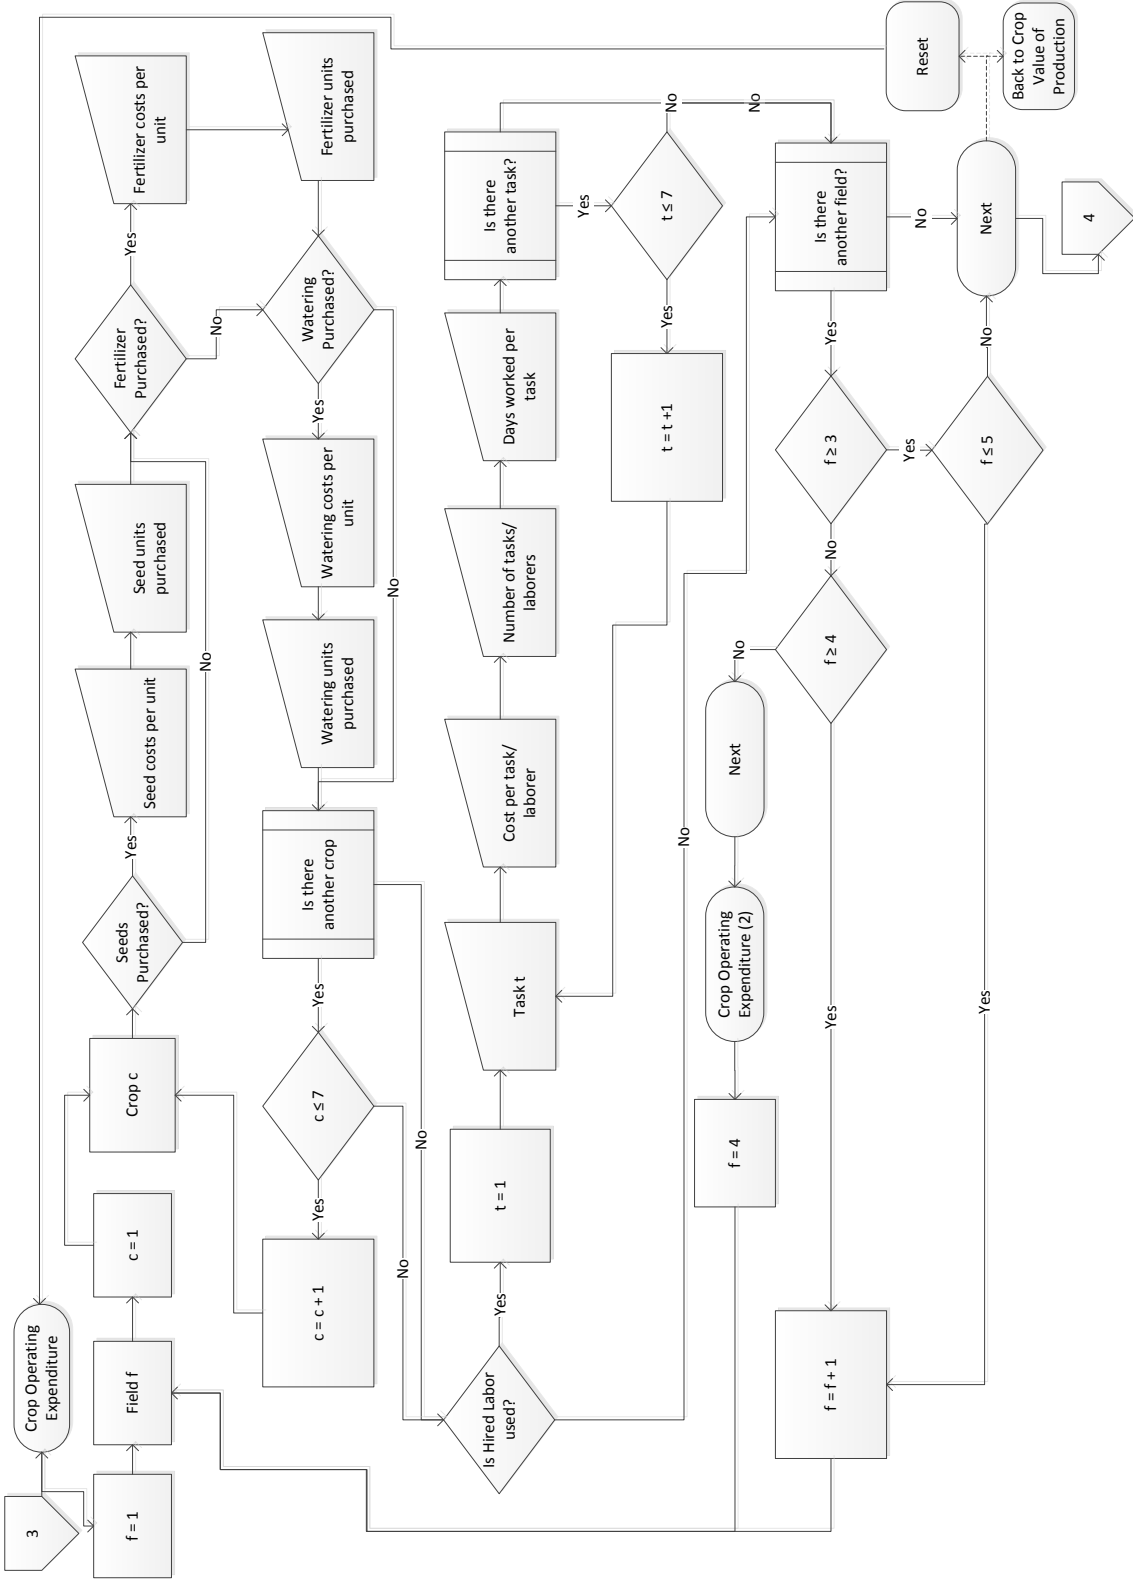 3
Crop Operating
Expenditure
f = 1
Field f
c = 1
Crop c
Seeds
Purchased?
Yes
No
Seed costs per unit
Seed units
purchased
Fertilizer
Purchased?
Yes
No
Fertilizer costs per
unit
Fertilizer units
purchased
Watering
Purchased?
Yes
No
Watering costs per
unit
Watering units
purchased
Is there
another crop
Yes
No
c ≤ 7
Yes
No
c = c + 1
Is Hired Labor
used?
Yes
No
t = 1
Task t
Cost per task/
laborer
Number of tasks/
laborers
Days worked per
task
Is there
another task?
Yes
No
t ≤ 7
Yes
No
t = t +1
Is there
another field?
Yes
No
f ≥ 3
Yes
No
f ≥ 4
Yes
No
Next
Crop Operating
Expenditure (2)
f = 4
f = f + 1
f ≤ 5
Yes
No
Next
Reset
Back to Crop
Value of
Production
4